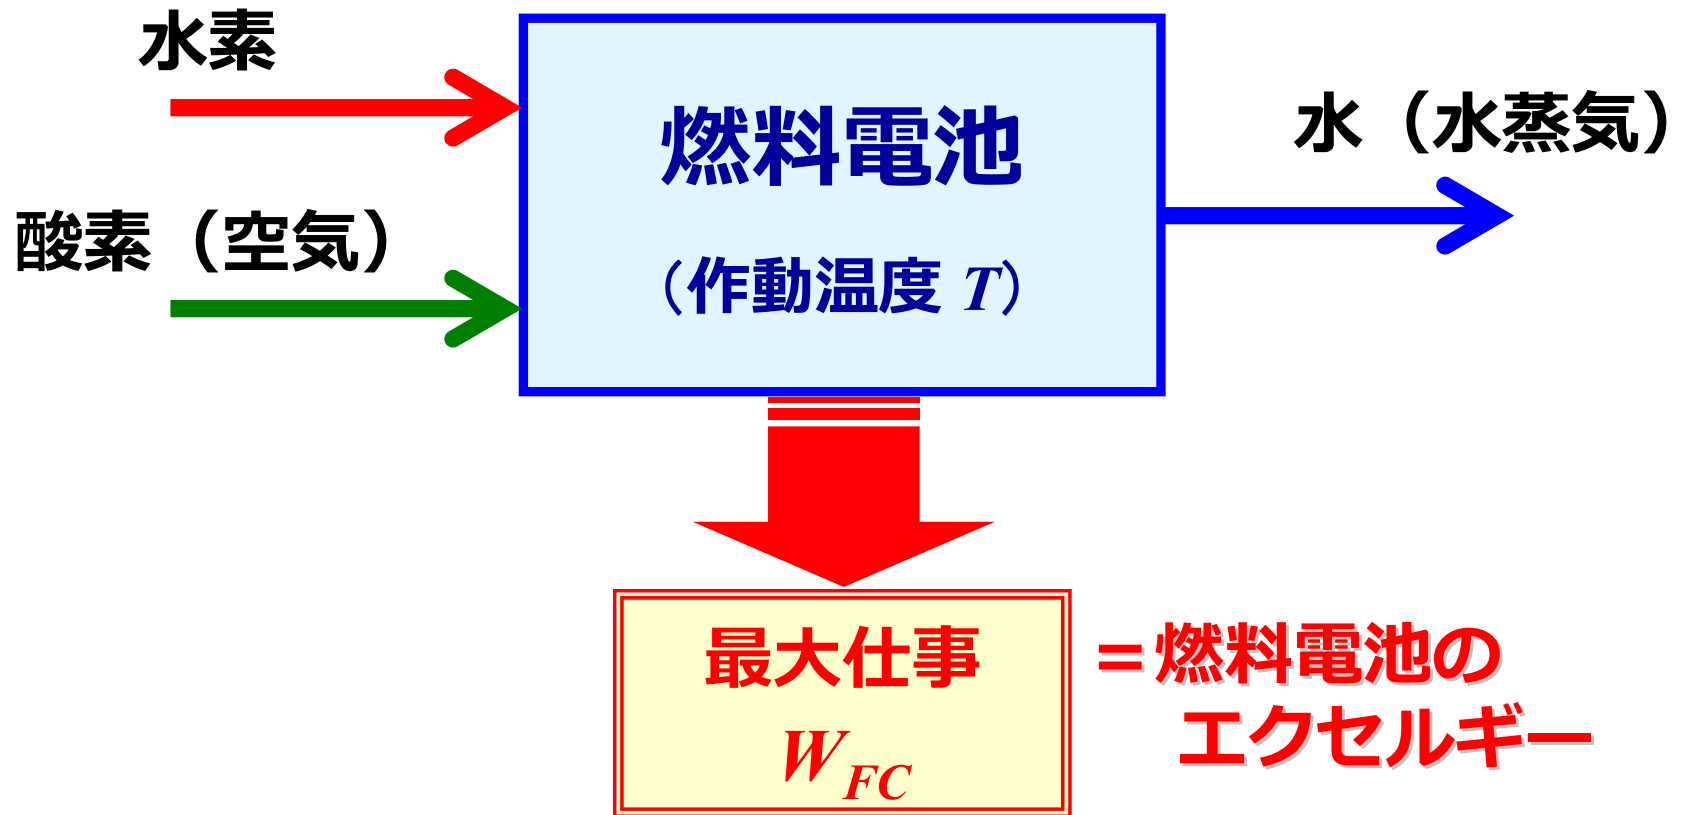 水素
酸素（空気）
燃料電池
（作動温度 T）
水（水蒸気）
最大仕事
W_FC
＝燃料電池の
エクセルギー